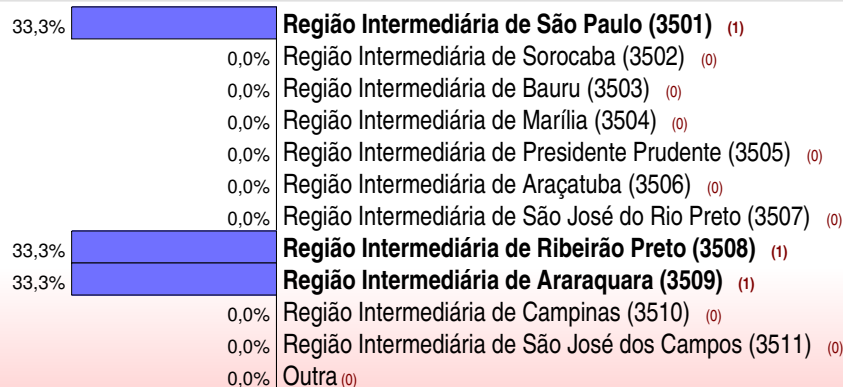 33,3% Região Intermediária de São Paulo (3501) (1)
0,0% Região Intermediária de Sorocaba (3502) (0)
0,0% Região Intermediária de Bauru (3503) (0)
0,0% Região Intermediária de Marília (3504) (0)
0,0% Região Intermediária de Presidente Prudente (3505) (0)
0,0% Região Intermediária de Araçatuba (3506) (0)
0,0% Região Intermediária de São José do Rio Preto (3507) (0)
33,3% Região Intermediária de Ribeirão Preto (3508) (1)
33,3% Região Intermediária de Araraquara (3509) (1)
0,0% Região Intermediária de Campinas (3510) (0)
0,0% Região Intermediária de São José dos Campos (3511) (0)
0,0% Outra (0)